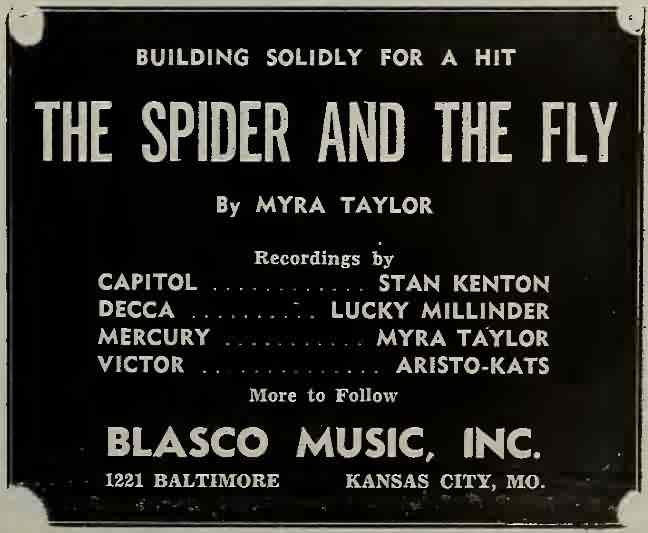 BUILDING SOLIDLY FOR A HIT
THE SPIDER AND THE FLY
By MYRA TAYLOR
Recordings by
CAPITOL ............ STAN KENTON
DECCA .......... LUCKY MILLINDER
MERCURY ........... MYRA TAYLOR
VICTOR .............. ARISTO-KATS
More to Follow
BLASCO MUSIC, INC.
1221 BALTIMORE KANSAS CITY, MO.